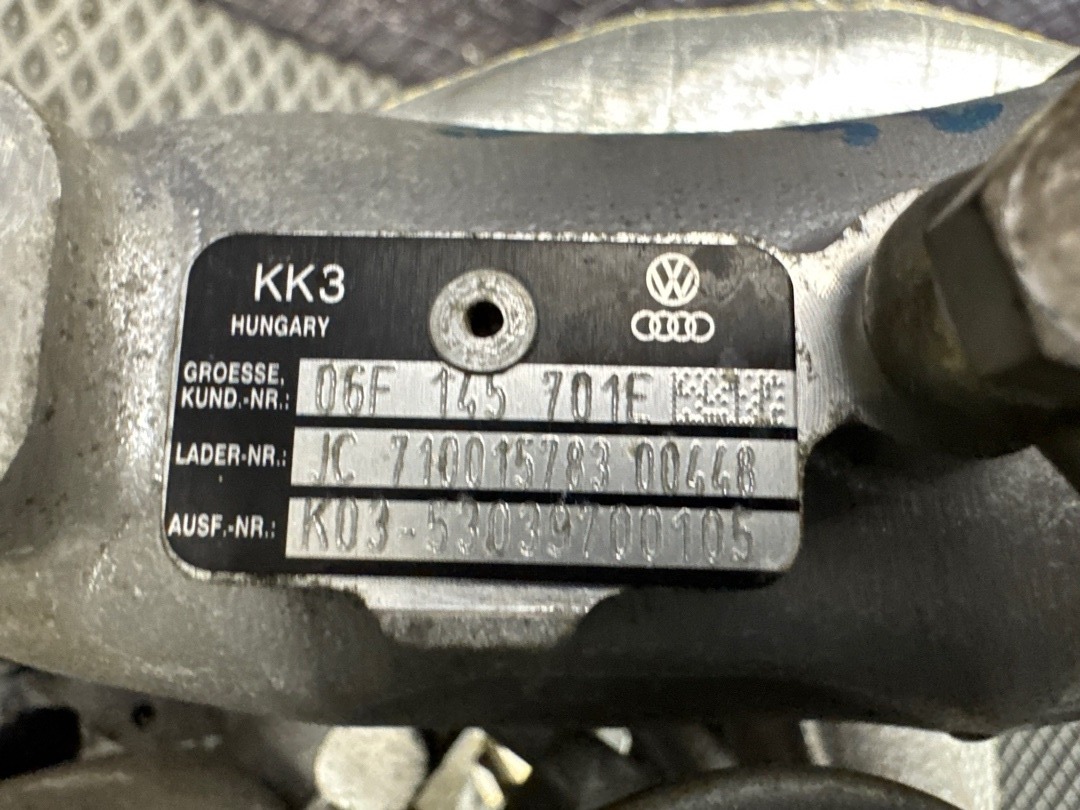 KK3
HUNGARY
GROESSE,
KUND.-NR.: 06F 145 701E
LADER-NR.: JC 710015783 00448
AUSF.-NR.: K03-53039700105